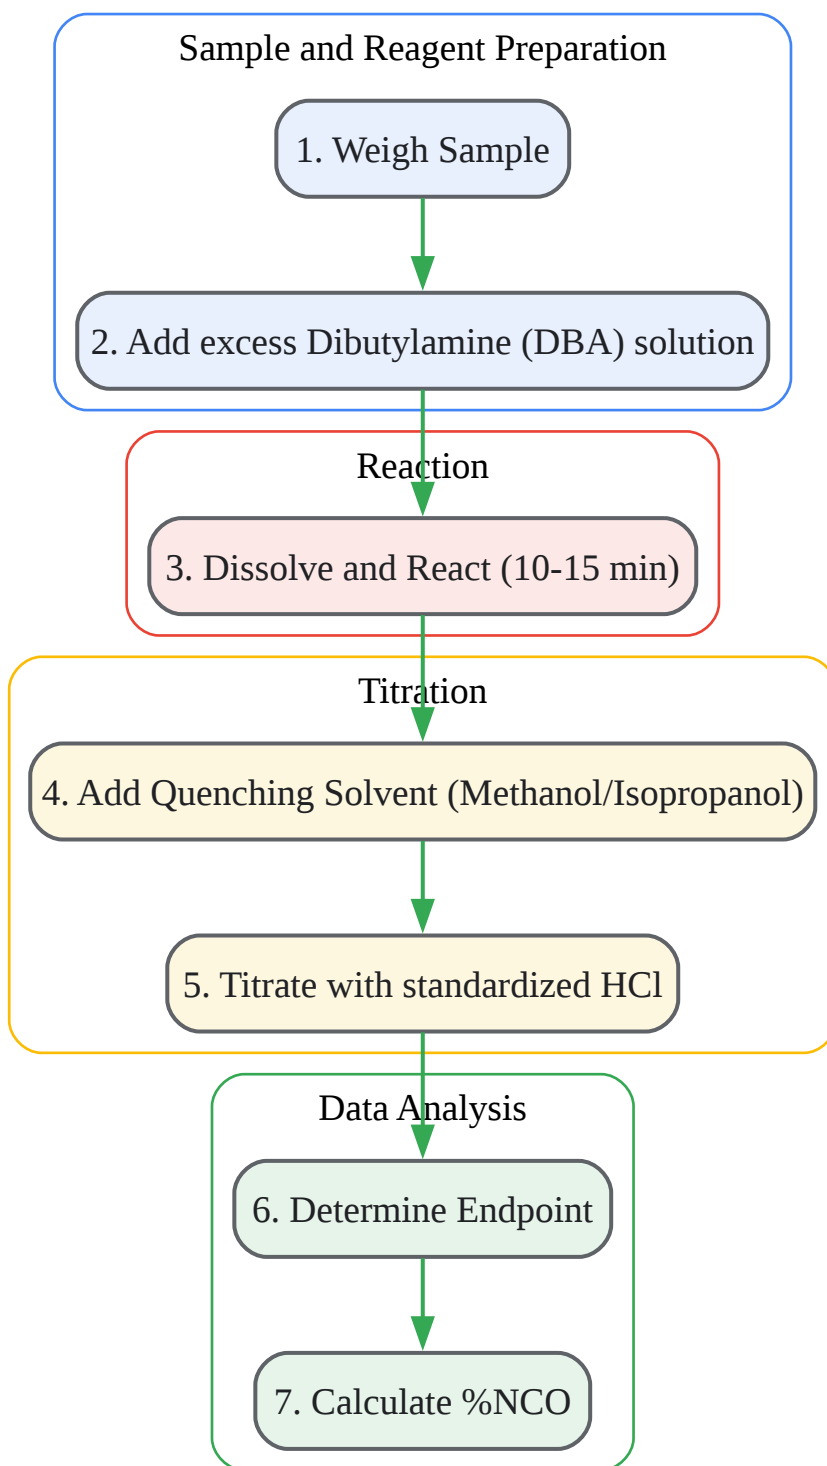 Sample and Reagent Preparation
1. Weigh Sample
2. Add excess Dibutylamine (DBA) solution
Reaction
3. Dissolve and React (10-15 min)
Titration
4. Add Quenching Solvent (Methanol/Isopropanol)
5. Titrate with standardized HCl
Data Analysis
6. Determine Endpoint
7. Calculate %NCO